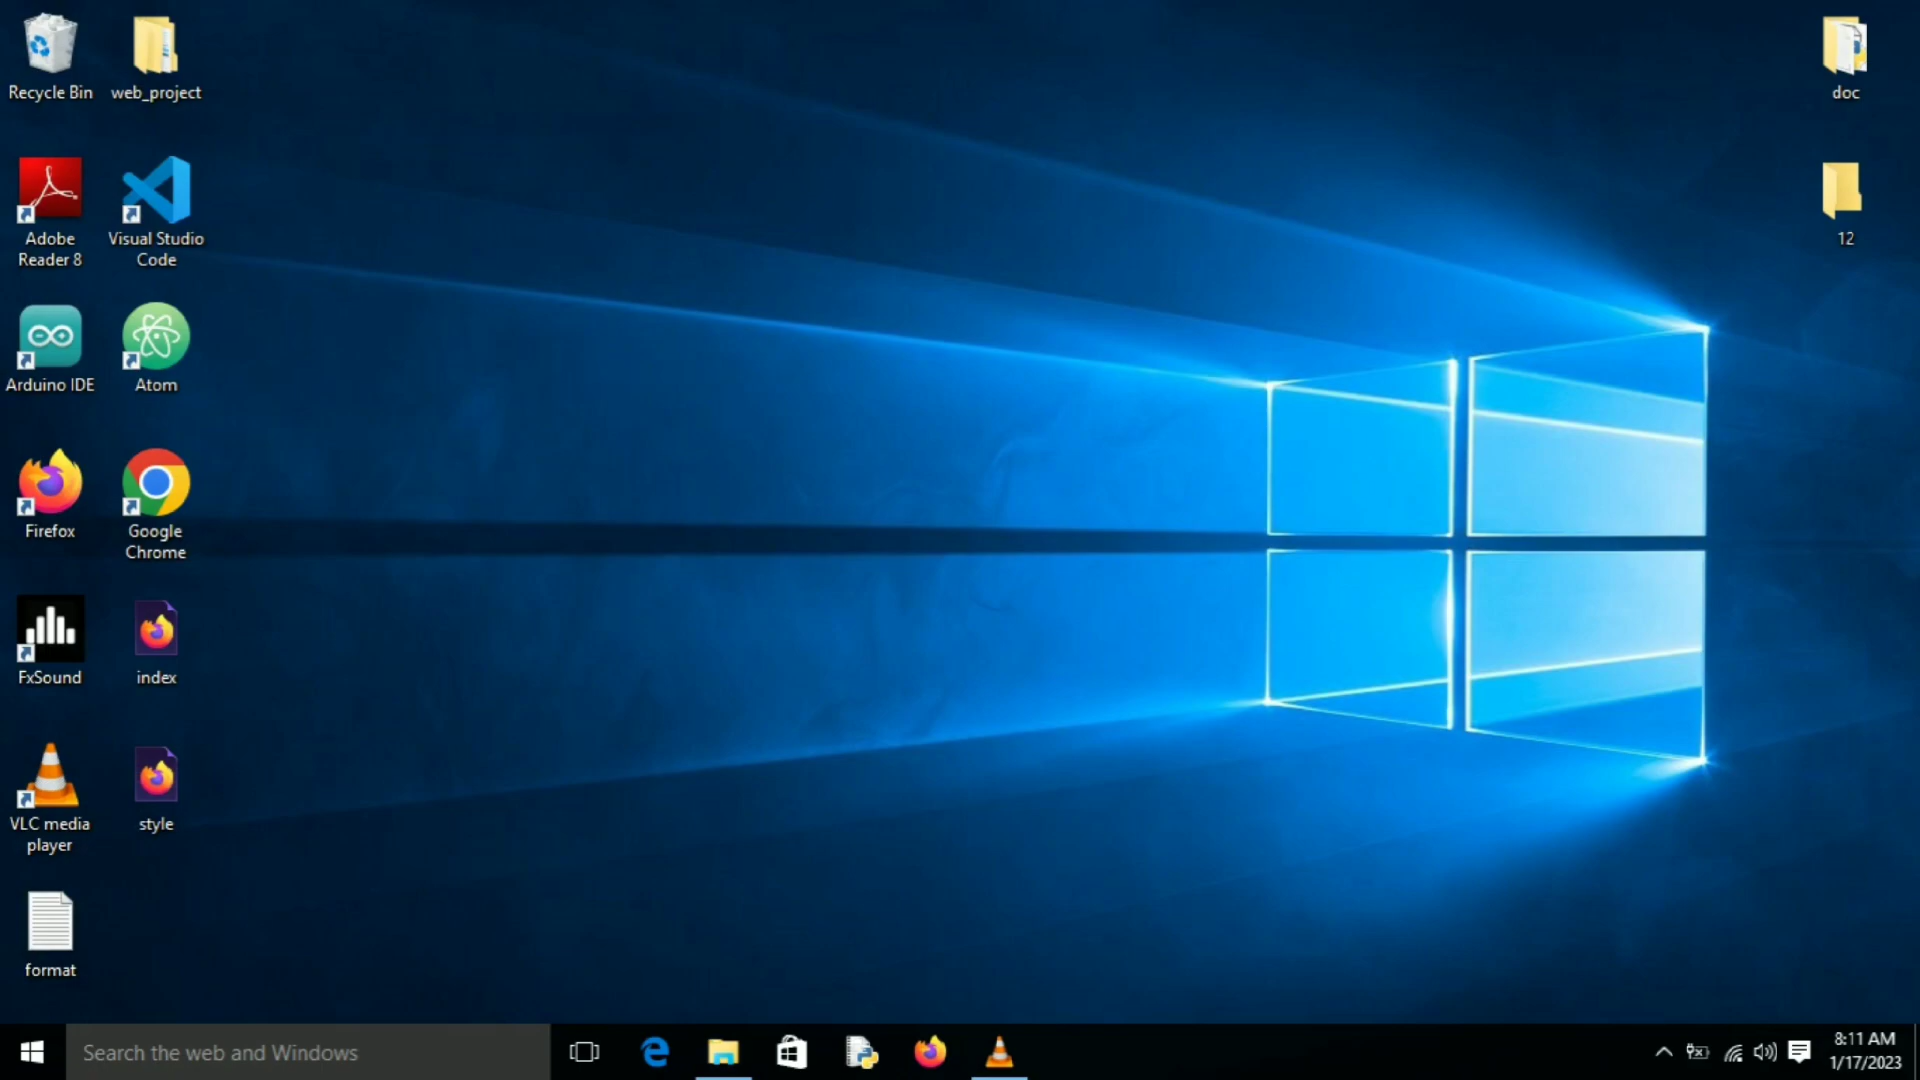 Recycle Bin
web_project
doc
Adobe
Reader 8
Visual Studio
Code
12
Arduino IDE
Atom
Firefox
Google
Chrome
FxSound
index
VLC media
player
style
format
Search the web and Windows
8:11 AM
1/17/2023